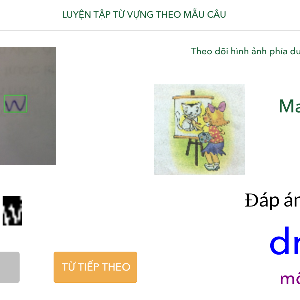 LUYỆN TẬP TỪ VỰNG THEO MẪU CÂU
Theo dõi hình ảnh phía dư
w
Ma
Đáp án
dr
w
TỪ TIẾP THEO
mô